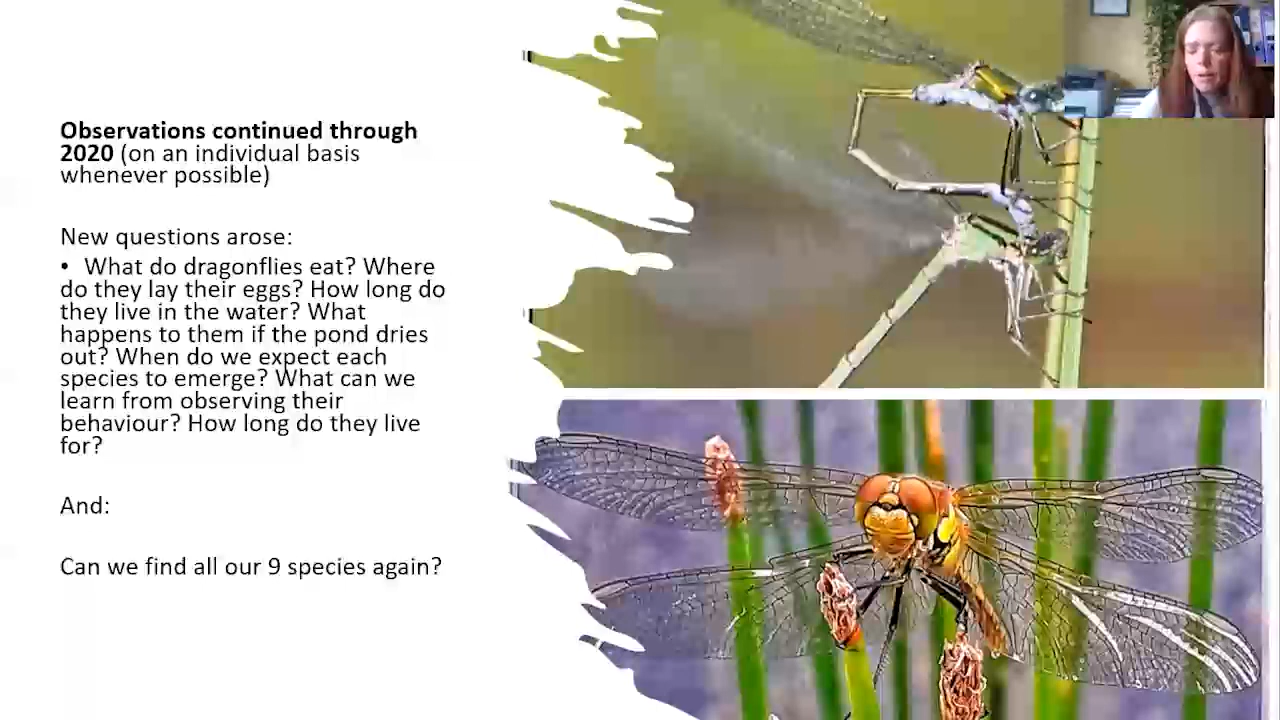 Observations continued through
2020 (on an individual basis
whenever possible)
New questions arose:
• What do dragonflies eat? Where
do they lay their eggs? How long do
they live in the water? What
happens to them if the pond dries
out? When do we expect each
species to emerge? What can we
learn from observing their
behaviour? How long do they live
for?
And:
Can we find all our 9 species again?